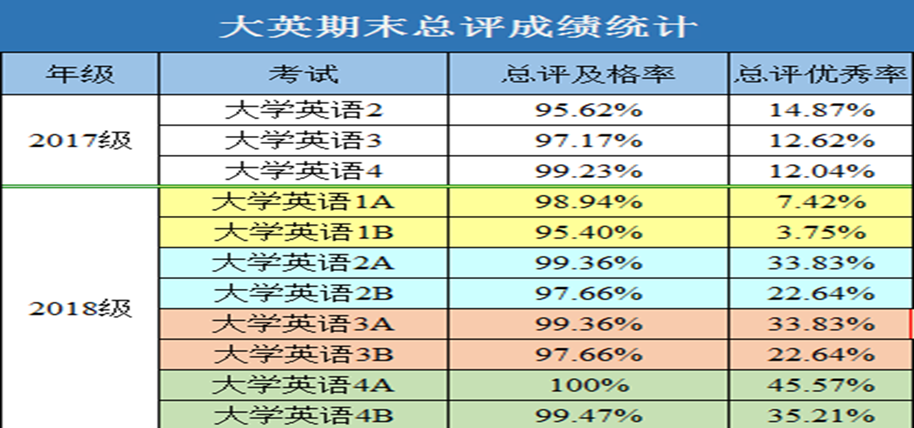 大英期末总评成绩统计
年级 考试 总评及格率 总评优秀率
2017级 大学英语2 95.62% 14.87%
大学英语3 97.17% 12.62%
大学英语4 99.23% 12.04%
2018级 大学英语1A 98.94% 7.42%
大学英语1B 95.40% 3.75%
大学英语2A 99.36% 33.83%
大学英语2B 97.66% 22.64%
大学英语3A 99.36% 33.83%
大学英语3B 97.66% 22.64%
大学英语4A 100% 45.57%
大学英语4B 99.47% 35.21%